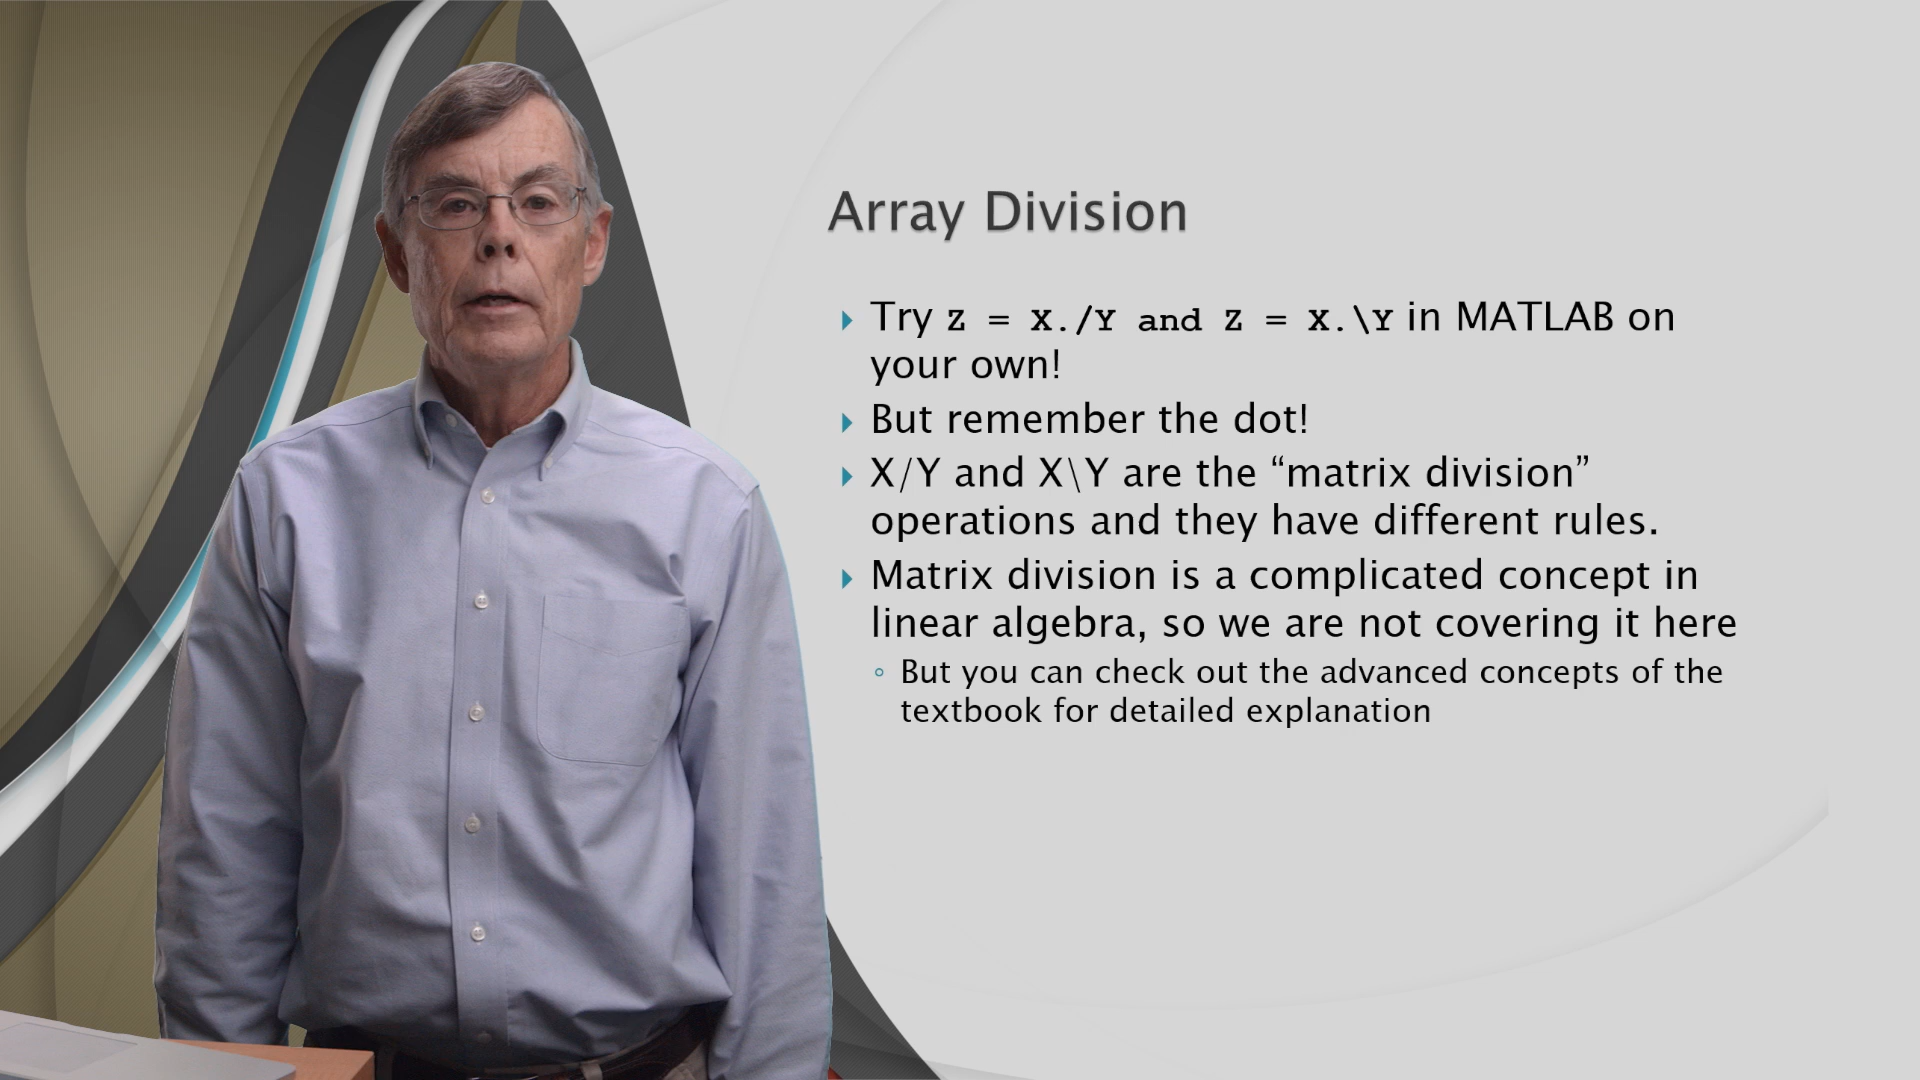 Array Division
Try Z = X./Y and Z = X.\Y in MATLAB on
your own!
But remember the dot!
X/Y and X\Y are the “matrix division”
operations and they have different rules.
Matrix division is a complicated concept in
linear algebra, so we are not covering it here
But you can check out the advanced concepts of the
textbook for detailed explanation